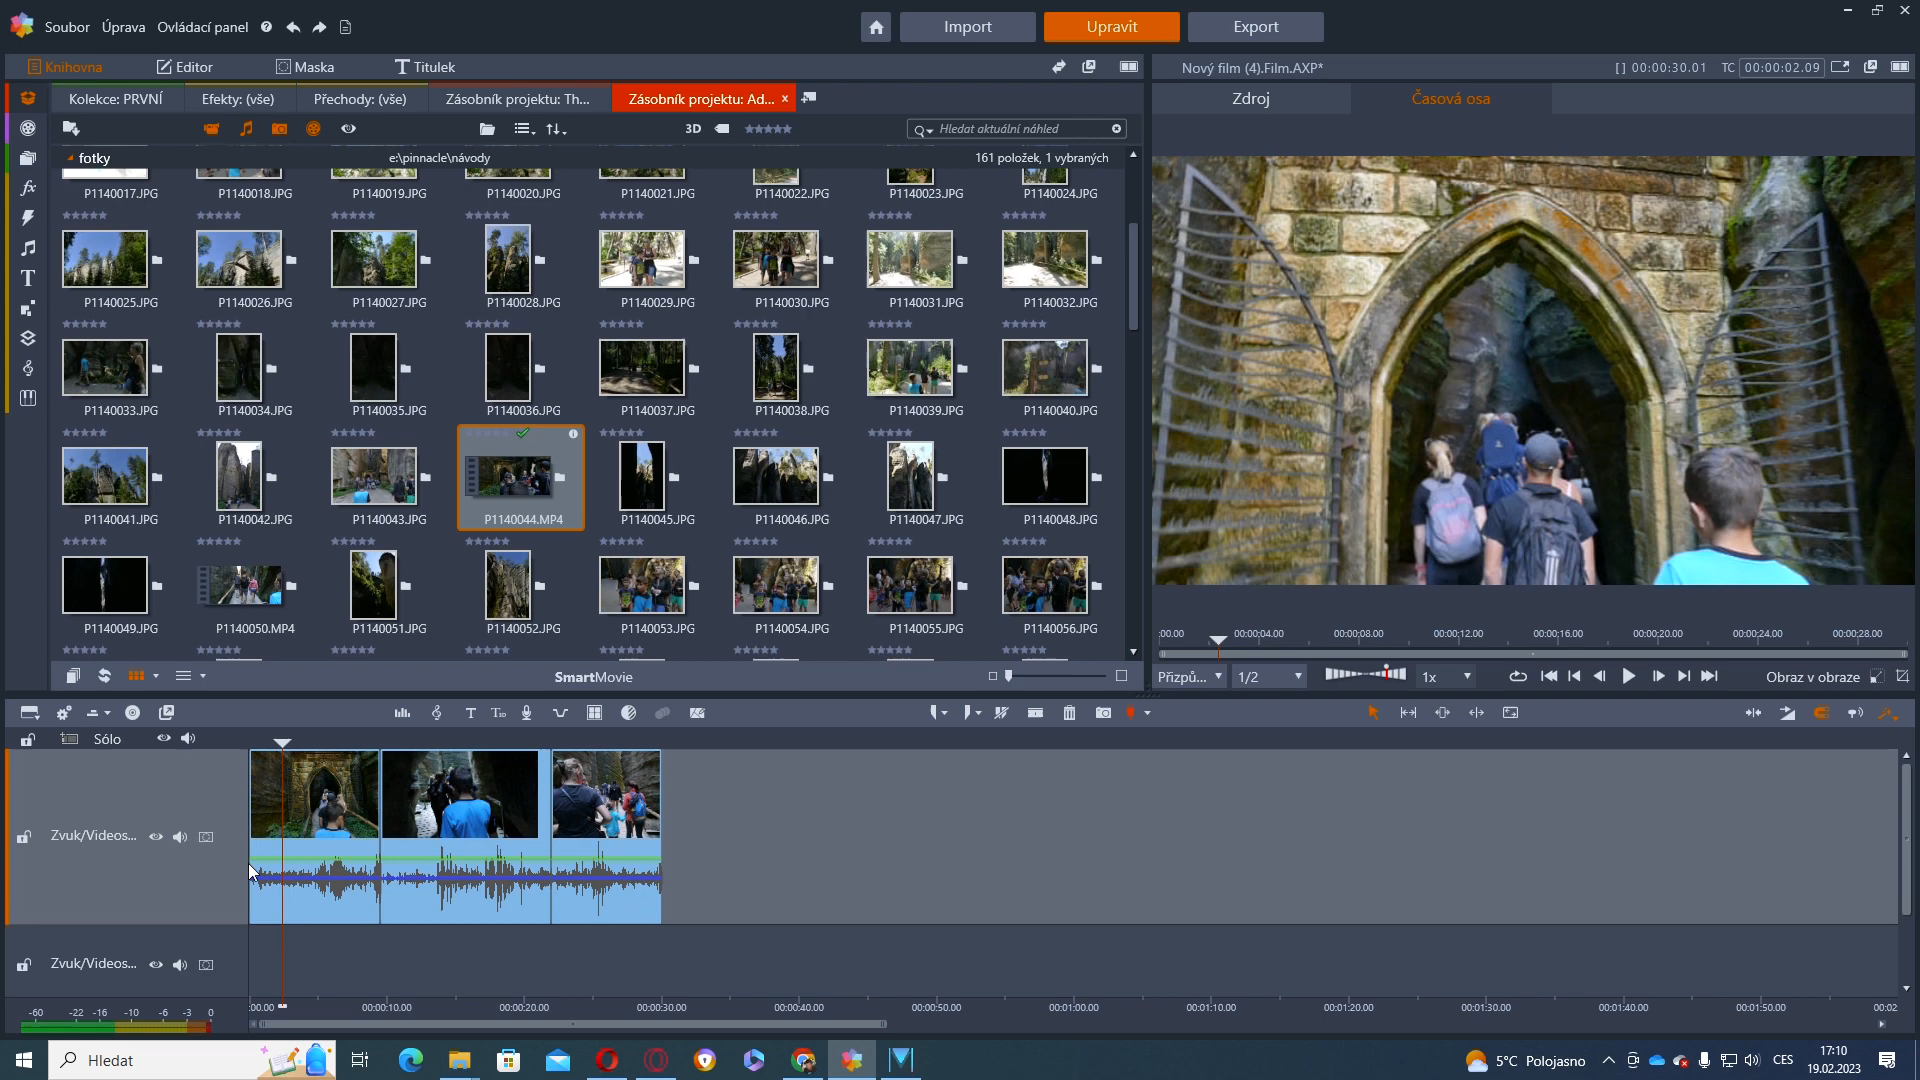 Soubor Úprava Ovládací panel
Import Upravit Export
Knihovna Editor Maska Titulek
Nový film (4).Film.AXP* [ ] 00:00:30.01 TC 00:00:02.09
Kolekce: PRVNÍ Efekty: (vše) Přechody: (vše) Zásobník projektu: Th... Zásobník projektu: Ad... x
Zdroj Časová osa
3D Hledat aktuální náhled
fotky e:\pinnacle\návody 161 položek, 1 vybraných
P1140017.JPG P1140018.JPG P1140019.JPG P1140020.JPG P1140021.JPG P1140022.JPG P1140023.JPG P1140024.JPG
P1140025.JPG P1140026.JPG P1140027.JPG P1140028.JPG P1140029.JPG P1140030.JPG P1140031.JPG P1140032.JPG
P1140033.JPG P1140034.JPG P1140035.JPG P1140036.JPG P1140037.JPG P1140038.JPG P1140039.JPG P1140040.JPG
P1140041.JPG P1140042.JPG P1140043.JPG P1140044.MP4 P1140045.JPG P1140046.JPG P1140047.JPG P1140048.JPG
P1140049.JPG P1140050.MP4 P1140051.JPG P1140052.JPG P1140053.JPG P1140054.JPG P1140055.JPG P1140056.JPG
:00.00 00:00:04.00 00:00:08.00 00:00:12.00 00:00:16.00 00:00:20.00 00:00:24.00 00:00:28.00
SmartMovie
Přizpů... 1/2 1x Obraz v obraze
Sólo
Zvuk/Videos...
Zvuk/Videos...
:00.00 00:00:10.00 00:00:20.00 00:00:30.00 00:00:40.00 00:00:50.00 00:01:00.00 00:01:10.00 00:01:20.00 00:01:30.00 00:01:40.00 00:01:50.00 00:02
-60 -22 -16 -10 -6 -3 0
Hledat
5°C Polojasno
CES
17:10
19.02.2023